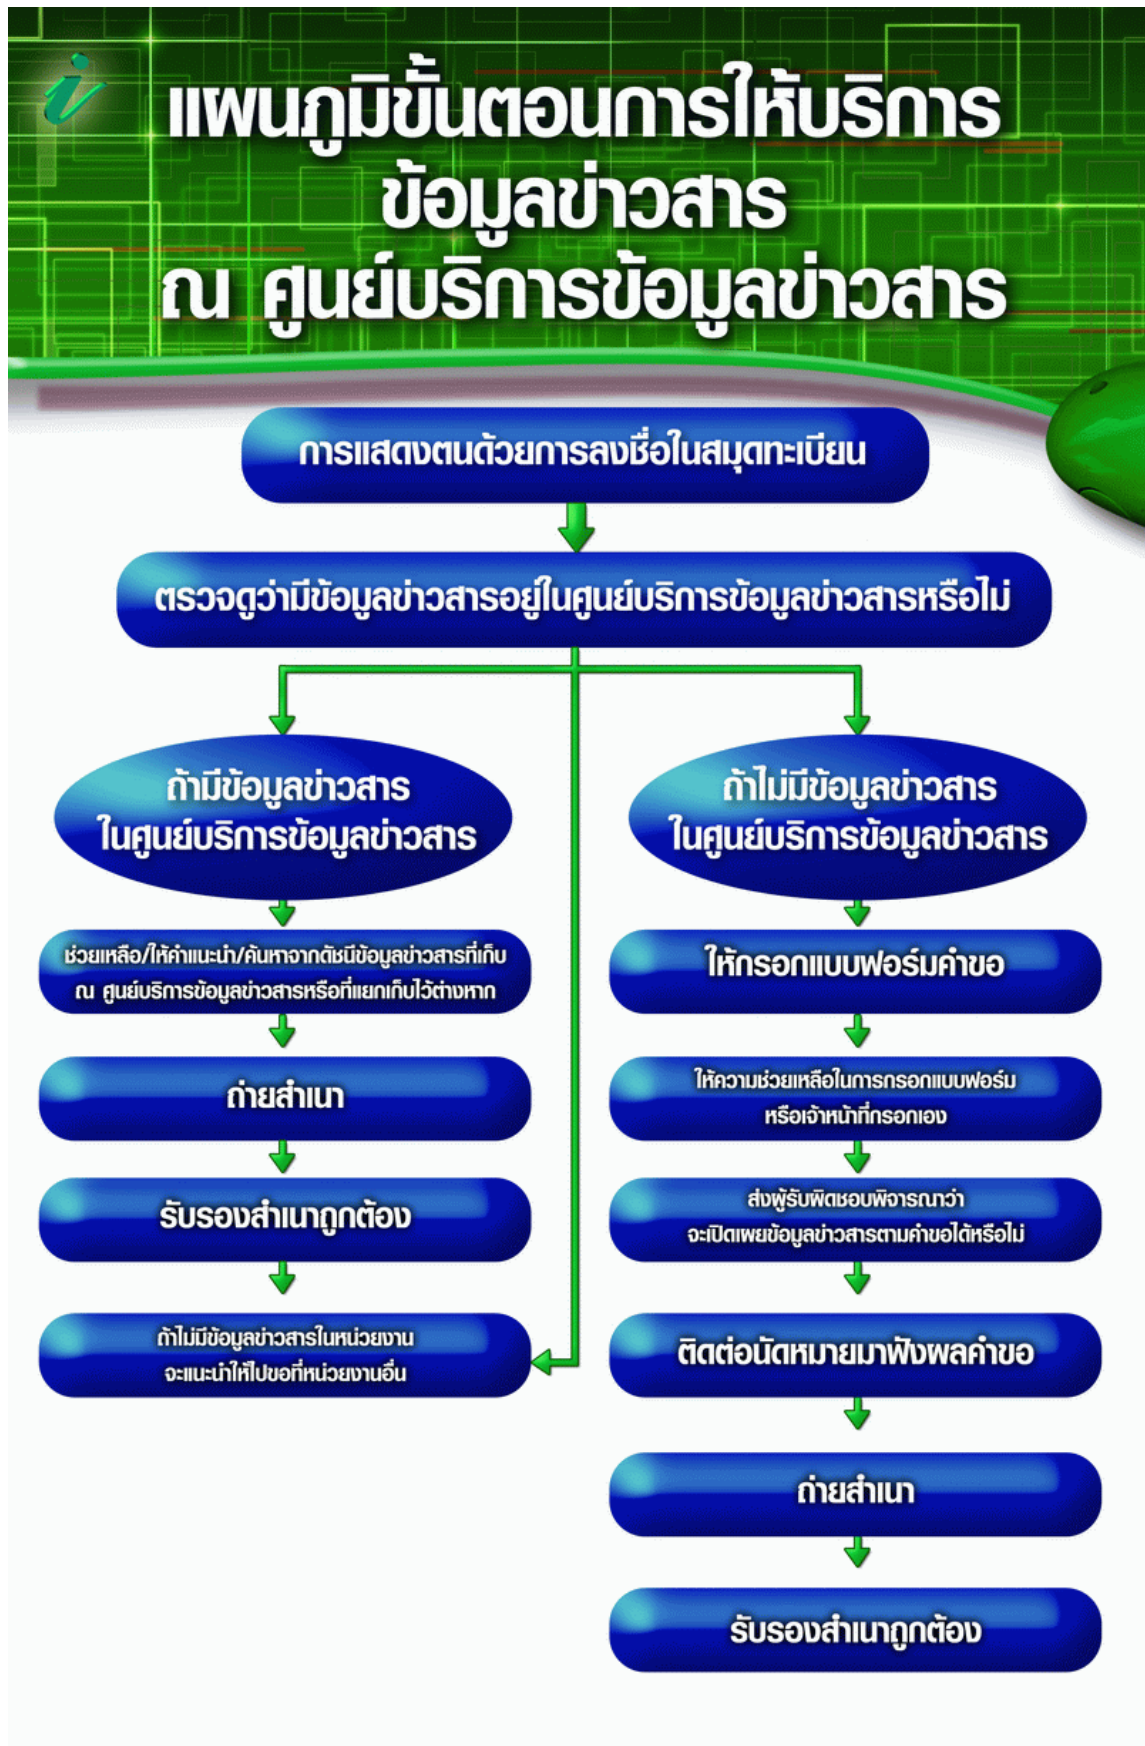 i
แผนภูมิขั้นตอนการให้บริการ
ข้อมูลข่าวสาร
ณ ศูนย์บริการข้อมูลข่าวสาร
การแสดงตนด้วยการลงชื่อในสมุดทะเบียน
ตรวจดูว่ามีข้อมูลข่าวสารอยู่ในศูนย์บริการข้อมูลข่าวสารหรือไม่
ถ้ามีข้อมูลข่าวสาร
ในศูนย์บริการข้อมูลข่าวสาร
ช่วยเหลือ/ให้คำแนะนำ/ค้นหาจากดัชนีข้อมูลข่าวสารที่เก็บ
ณ ศูนย์บริการข้อมูลข่าวสารหรือที่แยกเก็บไว้ต่างหาก
ถ่ายสำเนา
รับรองสำเนาถูกต้อง
ถ้าไม่มีข้อมูลข่าวสารในหน่วยงาน
จะแนะนำให้ไปขอที่หน่วยงานอื่น
ถ้าไม่มีข้อมูลข่าวสาร
ในศูนย์บริการข้อมูลข่าวสาร
ให้กรอกแบบฟอร์มคำขอ
ให้ความช่วยเหลือในการกรอกแบบฟอร์ม
หรือเจ้าหน้าที่กรอกเอง
ส่งผู้รับผิดชอบพิจารณาว่า
จะเปิดเผยข้อมูลข่าวสารตามคำขอได้หรือไม่
ติดต่อนัดหมายมาฟังผลคำขอ
ถ่ายสำเนา
รับรองสำเนาถูกต้อง